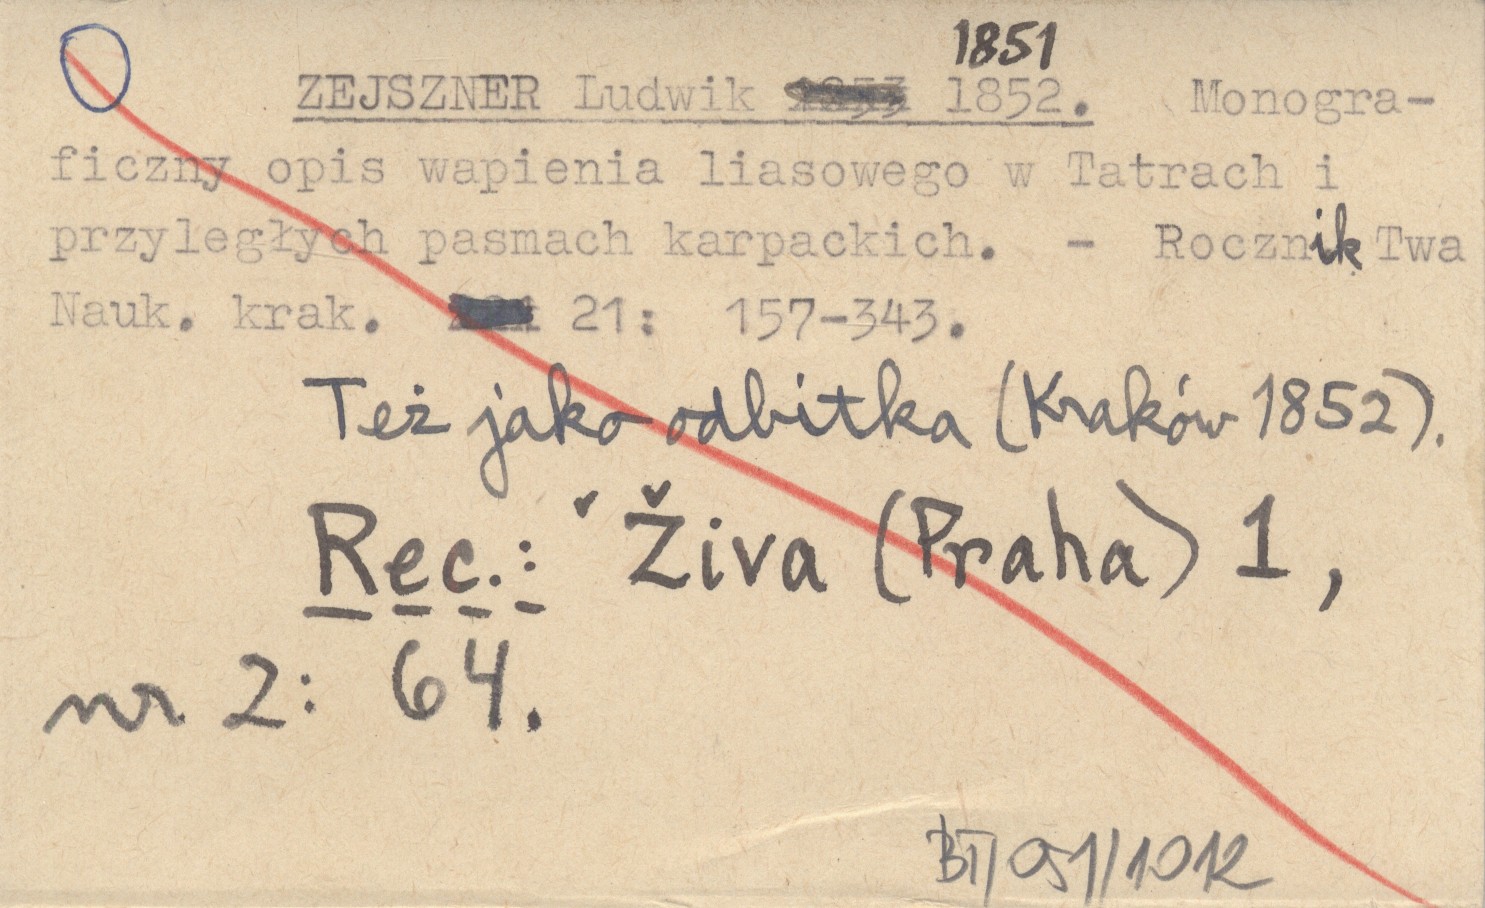 1851
ZEJSZNER Ludwik 1852. Monogra-
ficzny opis wapienia liasowego w Tatrach i
przyległych pasmach karpackich. - Rocznik Twa
Nauk. krak. 21: 157-343.
Też jako odbitka (Kraków 1852).
Rec.: Živa (Praha) 1,
nr 2: 64.
BT/051/1012